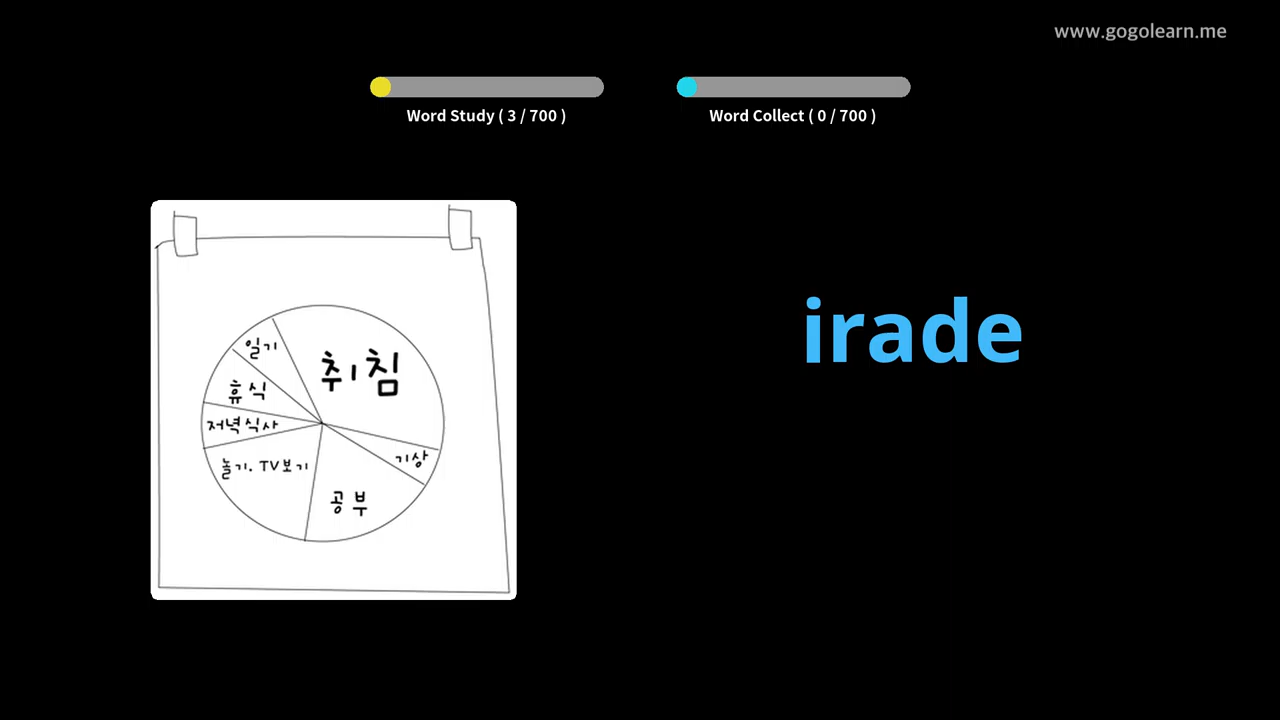 www.gogolearn.me
Word Study ( 3 / 700 )
Word Collect ( 0 / 700 )
일기
취침
휴식
저녁식사
놀기. TV보기
기상
공부
irade